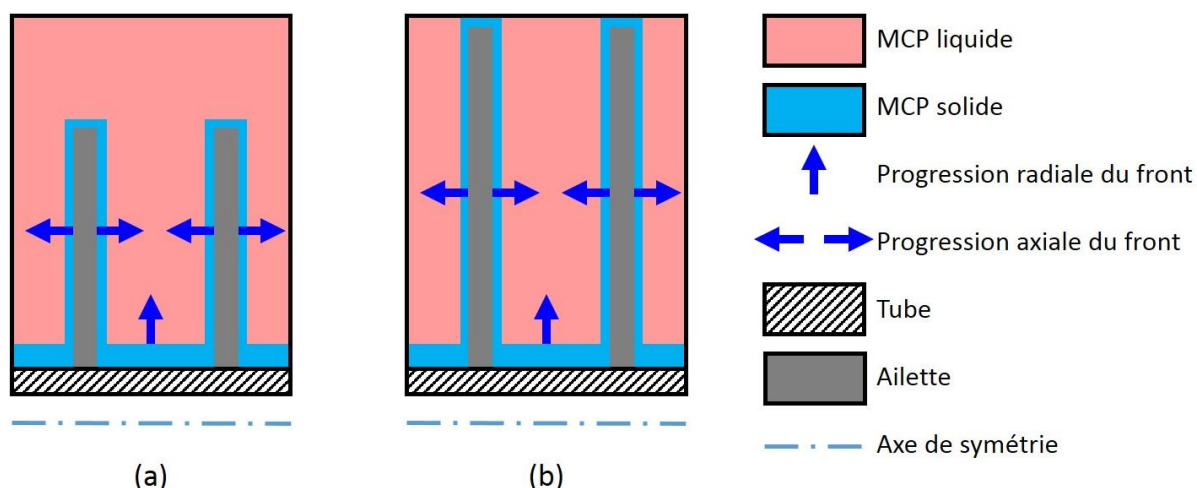 MCP liquide
MCP solide
Progression radiale du front
Progression axiale du front
Tube
Ailette
Axe de symétrie
(a)
(b)